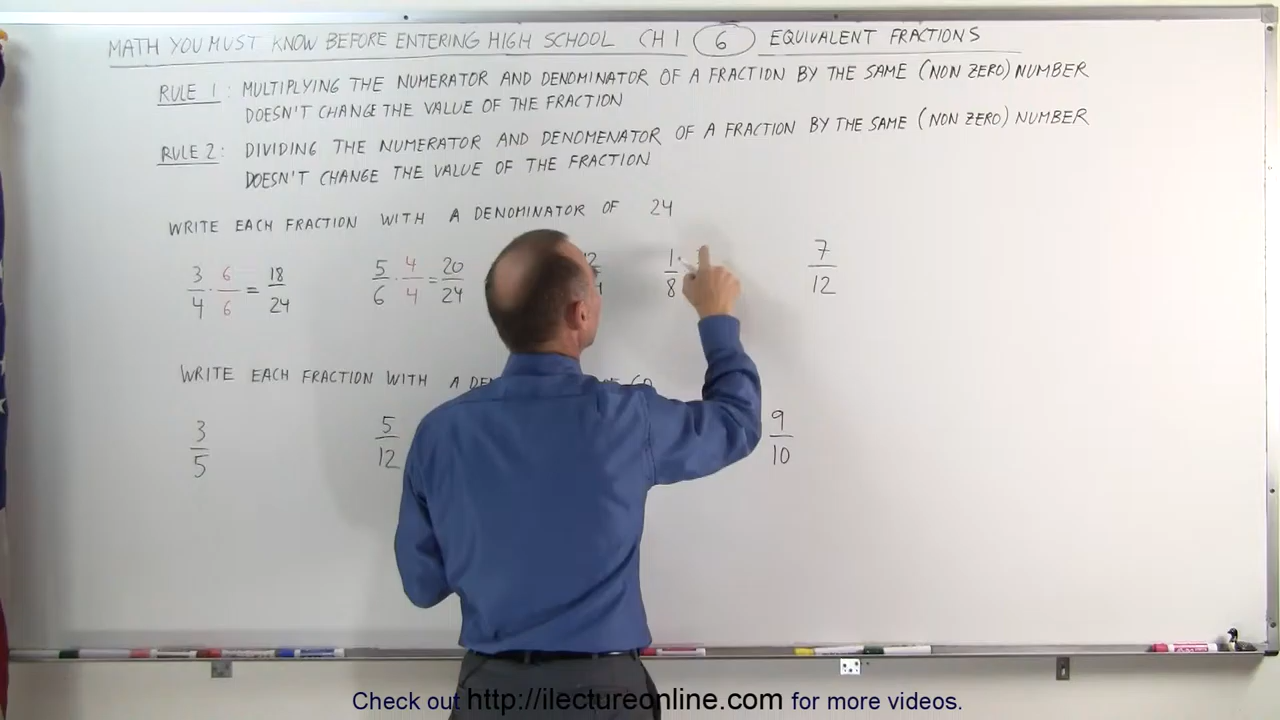 MATH YOU MUST KNOW BEFORE ENTERING HIGH SCHOOL CH 1 6 EQUIVALENT FRACTIONS
RULE 1: MULTIPLYING THE NUMERATOR AND DENOMINATOR OF A FRACTION BY THE SAME (NON ZERO) NUMBER
DOESN'T CHANGE THE VALUE OF THE FRACTION
RULE 2: DIVIDING THE NUMERATOR AND DENOMENATOR OF A FRACTION BY THE SAME (NON ZERO) NUMBER
DOESN'T CHANGE THE VALUE OF THE FRACTION
WRITE EACH FRACTION WITH A DENOMINATOR OF 24
3/4 · 6/6 = 18/24 5/6 · 4/4 = 20/24 1/8 7/12
WRITE EACH FRACTION WITH A
3/5 5/12 9/10
Check out http://ilectureonline.com for more videos.